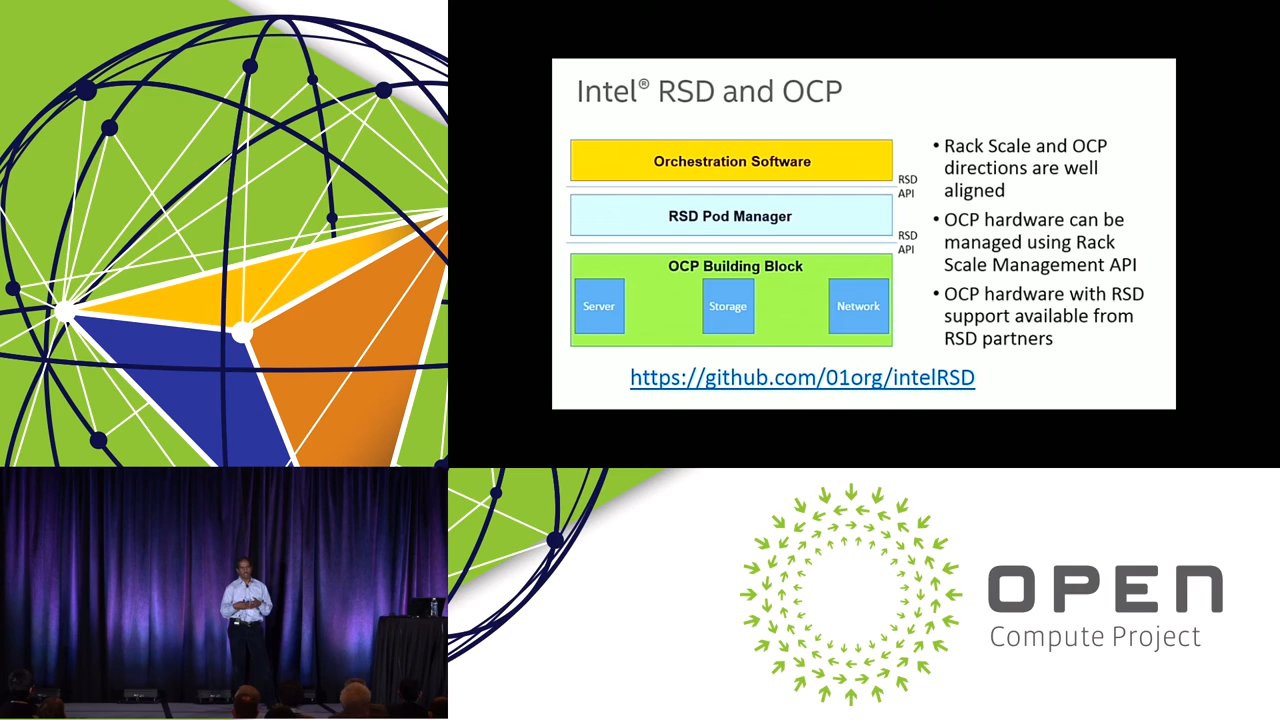 Intel® RSD and OCP
Orchestration Software
RSD
API
RSD Pod Manager
RSD
API
OCP Building Block
Server
Storage
Network
• Rack Scale and OCP
directions are well
aligned
• OCP hardware can be
managed using Rack
Scale Management API
• OCP hardware with RSD
support available from
RSD partners
https://github.com/01org/intelRSD
OPEN
Compute Project